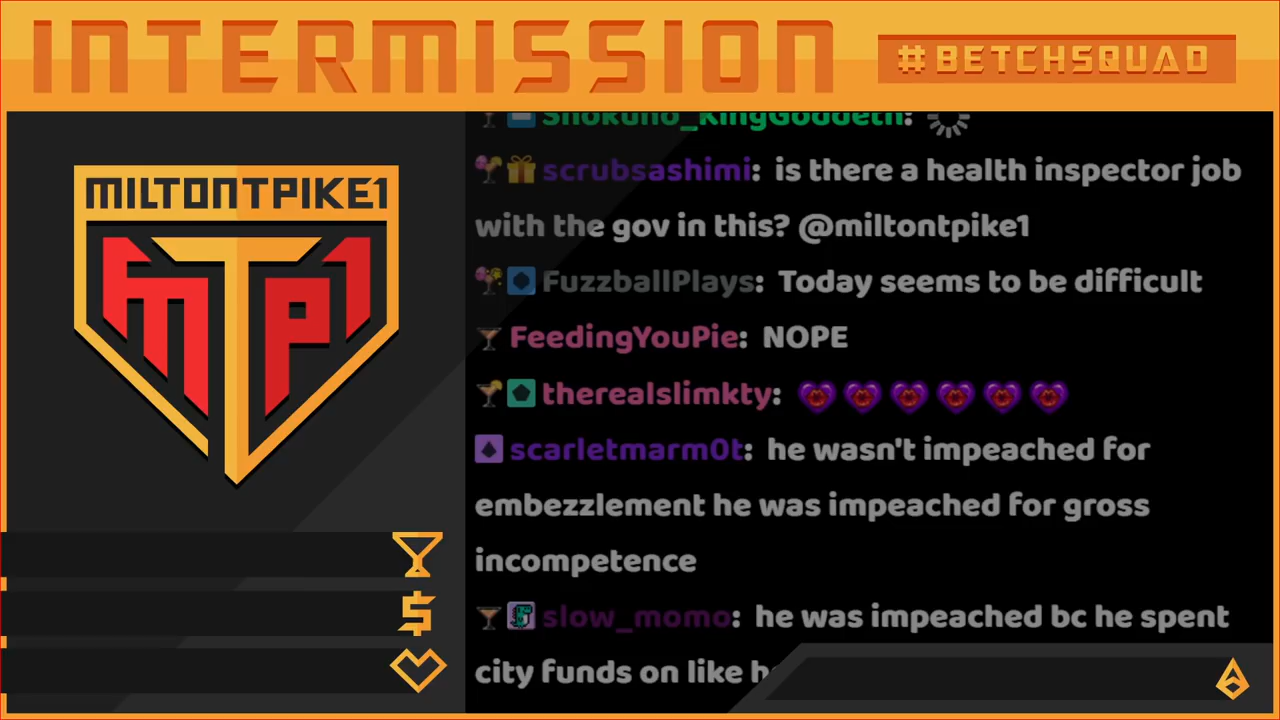 INTERMISSION
#BETCHSQUAD
MILTONTPIKE1
MTP1
Shokuho_KingGoddeth:
scrubsashimi: is there a health inspector job
with the gov in this? @miltontpike1
FuzzballPlays: Today seems to be difficult
FeedingYouPie: NOPE
therealslimkty:
scarletmarm0t: he wasn't impeached for
embezzlement he was impeached for gross
incompetence
slow_momo: he was impeached bc he spent
city funds on like
$